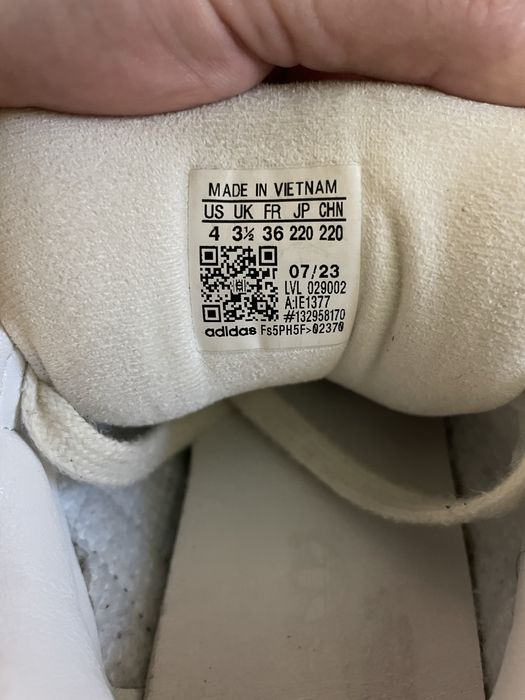 MADE IN VIETNAM
US UK FR JP CHN
4 3½ 36 220 220
07/23
LVL 029002
A:IE1377
#132958170
adidas Fs5PH5F>02370